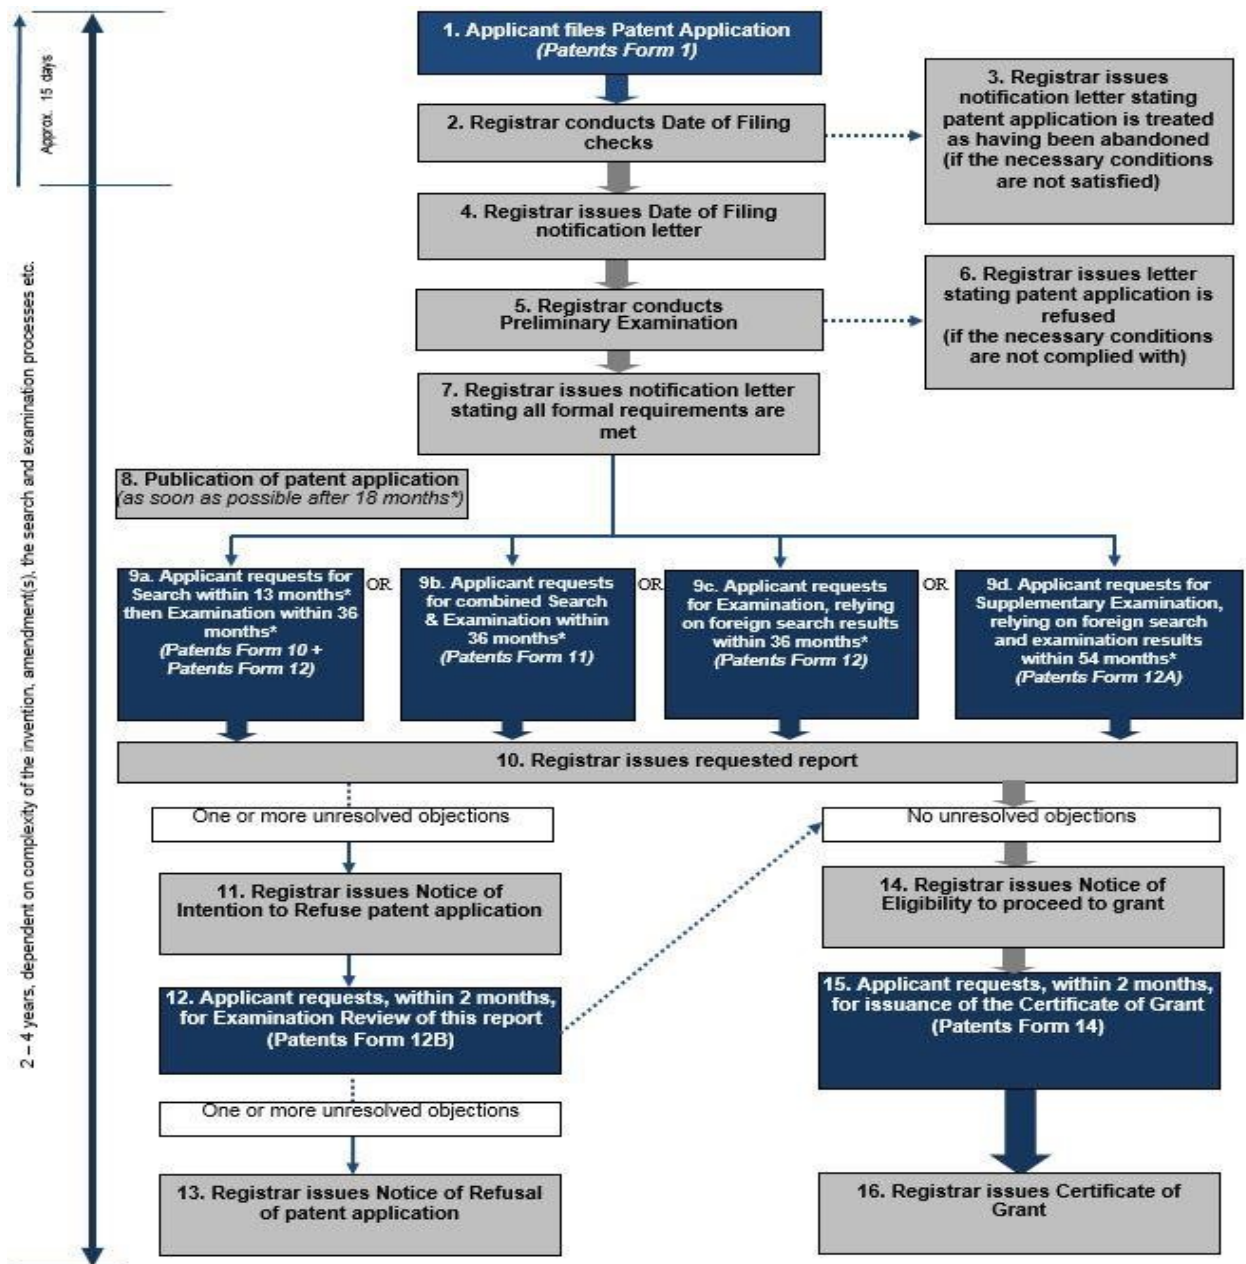 1. Applicant files Patent Application
(Patents Form 1)
Approx. 15 days
2. Registrar conducts Date of Filing
checks
3. Registrar issues
notification letter stating
patent application is treated
as having been abandoned
(if the necessary conditions
are not satisfied)
4. Registrar issues Date of Filing
notification letter
5. Registrar conducts
Preliminary Examination
6. Registrar issues letter
stating patent application is
refused
(if the necessary conditions
are not complied with)
7. Registrar issues notification letter
stating all formal requirements are
met
2 – 4 years, dependent on complexity of the invention, amendment(s), the search and examination processes etc.
8. Publication of patent application
(as soon as possible after 18 months*)
9a. Applicant requests for
Search within 13 months*
then Examination within 36
months*
(Patents Form 10 +
Patents Form 12)
OR
9b. Applicant requests
for combined Search
& Examination within
36 months*
(Patents Form 11)
OR
9c. Applicant requests
for Examination, relying
on foreign search results
within 36 months*
(Patents Form 12)
OR
9d. Applicant requests for
Supplementary Examination,
relying on foreign search
and examination results
within 54 months*
(Patents Form 12A)
10. Registrar issues requested report
One or more unresolved objections
No unresolved objections
11. Registrar issues Notice of
Intention to Refuse patent application
14. Registrar issues Notice of
Eligibility to proceed to grant
12. Applicant requests, within 2 months,
for Examination Review of this report
(Patents Form 12B)
15. Applicant requests, within 2 months,
for issuance of the Certificate of Grant
(Patents Form 14)
One or more unresolved objections
13. Registrar issues Notice of Refusal
of patent application
16. Registrar issues Certificate of
Grant